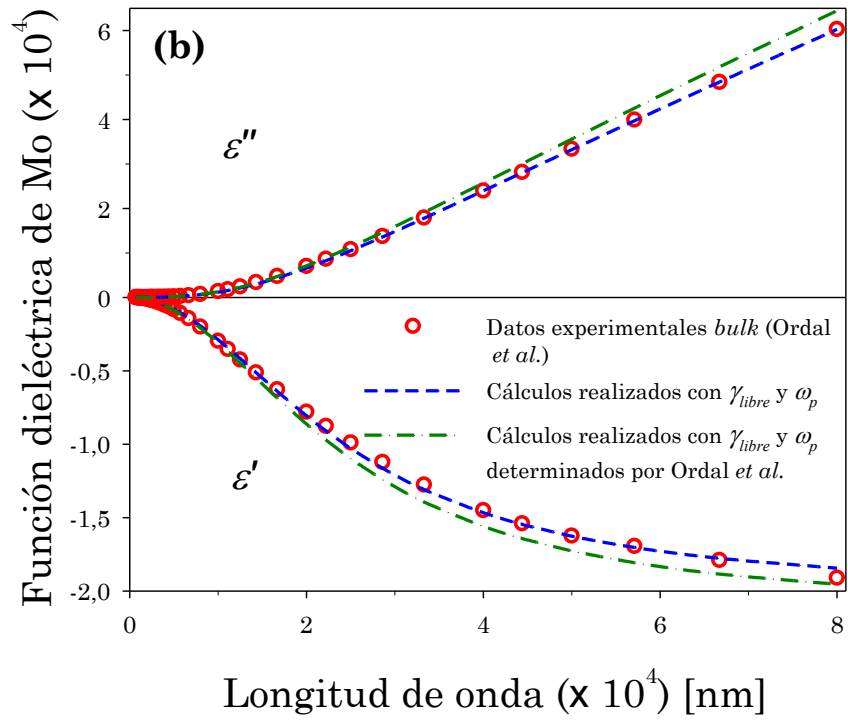 (b)
Función dieléctrica de Mo (x 10⁴)
6
4
2
0
-0,5
-1,0
-1,5
-2,0
ε''
ε'
Datos experimentales bulk (Ordal
et al.)
Cálculos realizados con γlibre y ωp
Cálculos realizados con γlibre y ωp
determinados por Ordal et al.
0 2 4 6 8
Longitud de onda (x 10⁴) [nm]